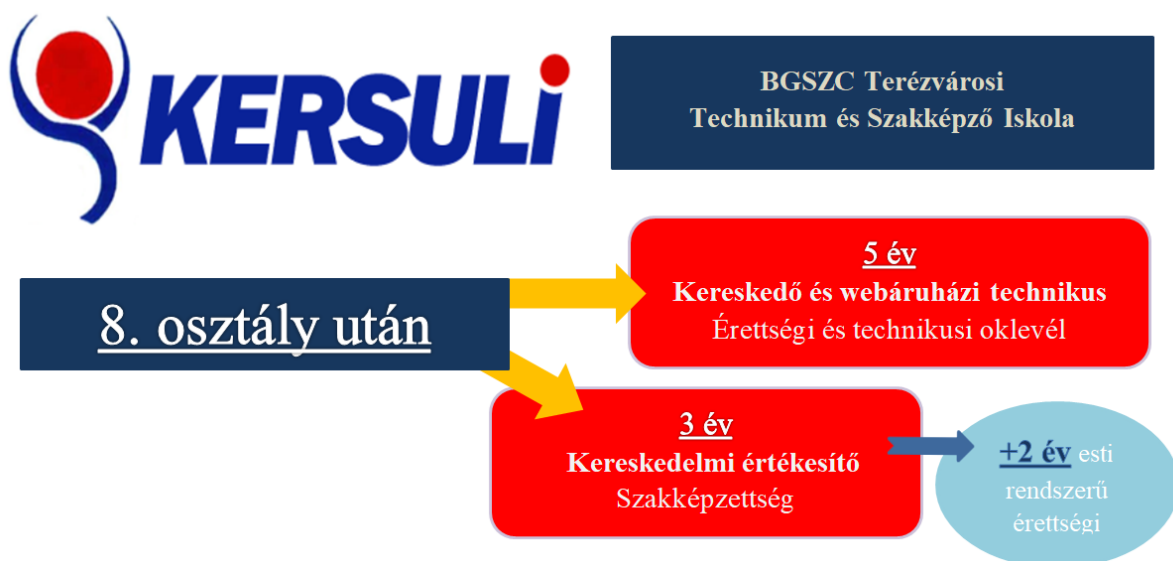 KERSULi
BGSZC Terézvárosi
Technikum és Szakképző Iskola
8. osztály után
5 év
Kereskedő és webáruházi technikus
Érettségi és technikusi oklevél
3 év
Kereskedelmi értékesítő
Szakképzettség
+2 év esti
rendszerű
érettségi